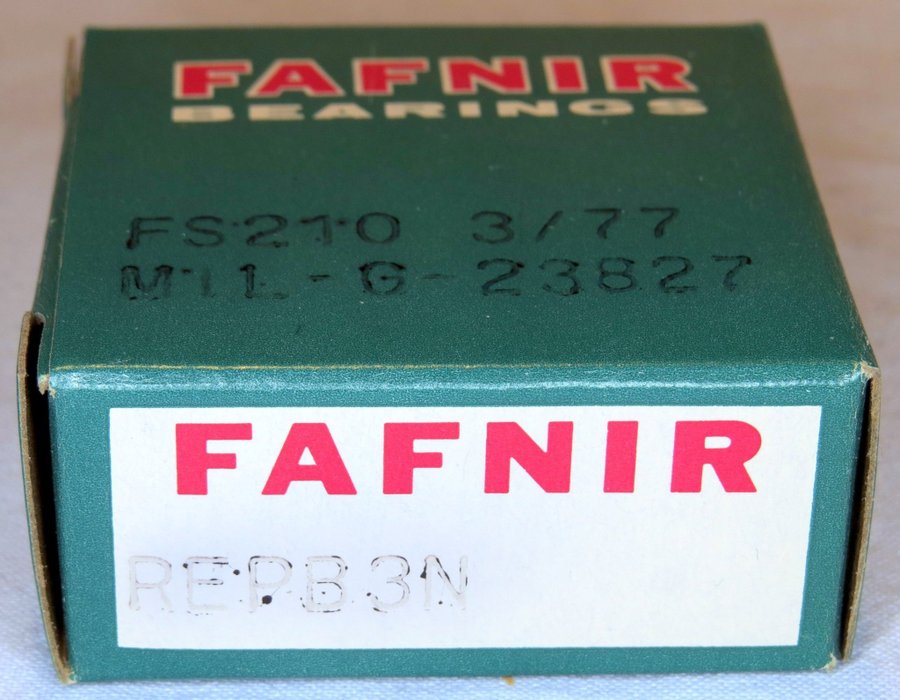 FAFNIR
BEARINGS
FS210 3/77
MIL-G-23827
FAFNIR
REPB3N